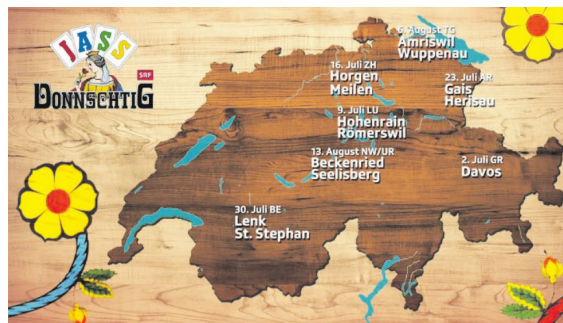 JASS
SRF
DONNSCHTIG
6. August TG
Amriswil
Wuppenau
16. Juli ZH
Horgen
Meilen
23. Juli AR
Gais
Herisau
9. Juli LU
Hohenrain
Römerswil
13. August NW/UR
Beckenried
Seelisberg
2. Juli GR
Davos
30. Juli BE
Lenk
St. Stephan